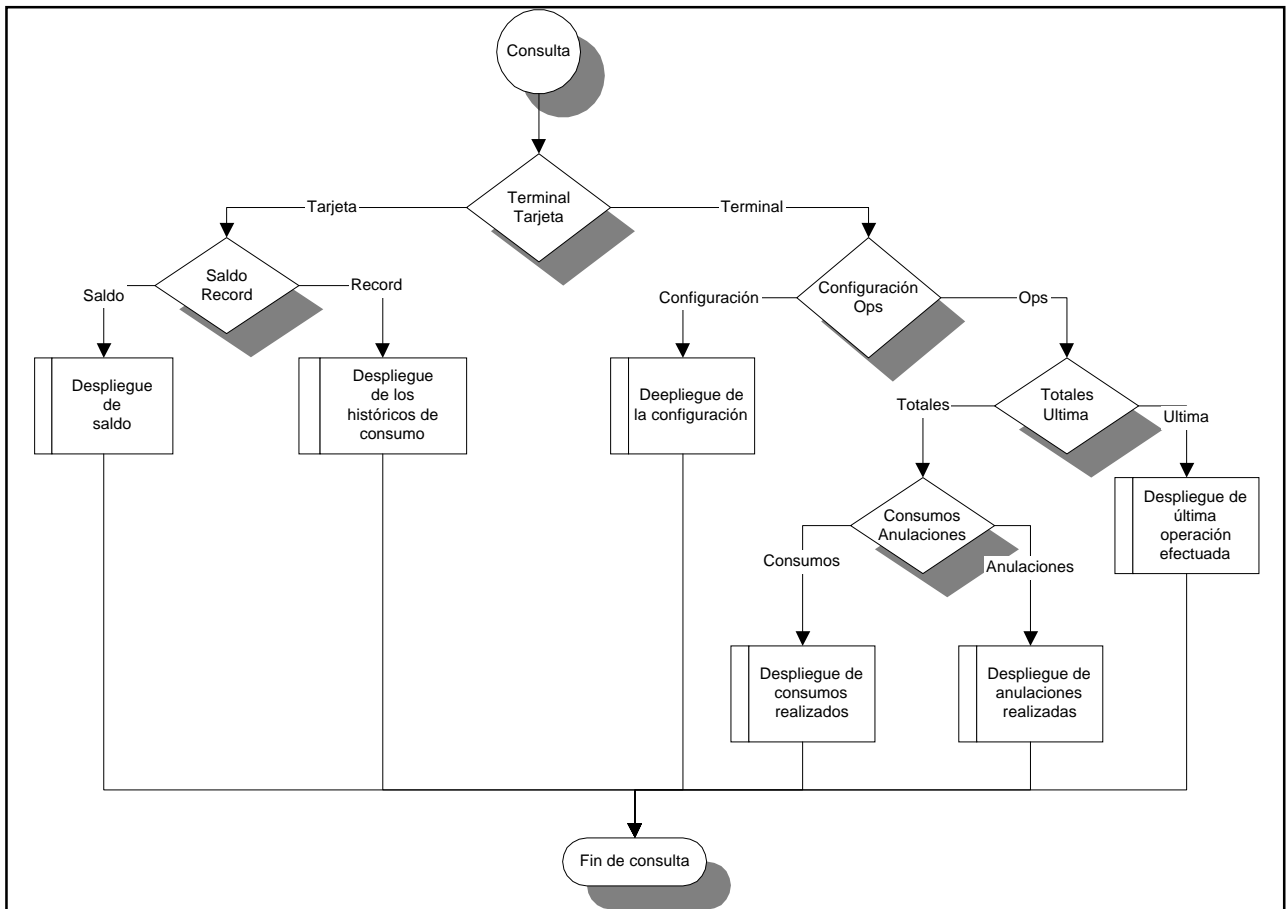 Consulta
Terminal
Tarjeta
Tarjeta
Terminal
Saldo
Record
Saldo
Record
Configuración
Ops
Configuración
Ops
Despliegue
de
saldo
Despliegue
de los
históricos de
consumo
Deepliegue de
la configuración
Totales
Ultima
Totales
Ultima
Consumos
Anulaciones
Consumos
Anulaciones
Despliegue de
última
operación
efectuada
Despliegue de
consumos
realizados
Despliegue de
anulaciones
realizadas
Fin de consulta